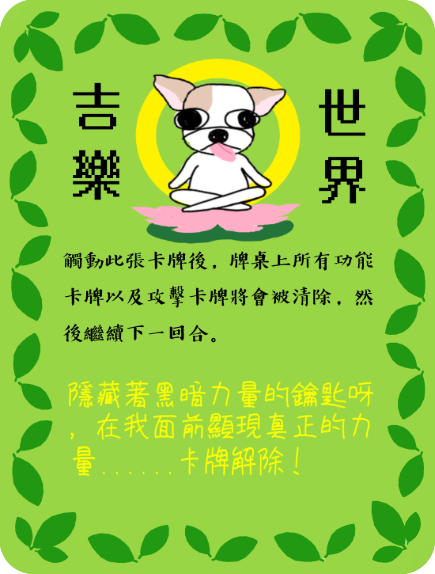 吉樂
世界
觸動此張卡牌後，牌桌上所有功能
卡牌以及攻擊卡牌將會被清除，然
後繼續下一回合。
隱藏著黑暗力量的鑰匙呀
，在我面前顯現真正的力
量......卡牌解除！